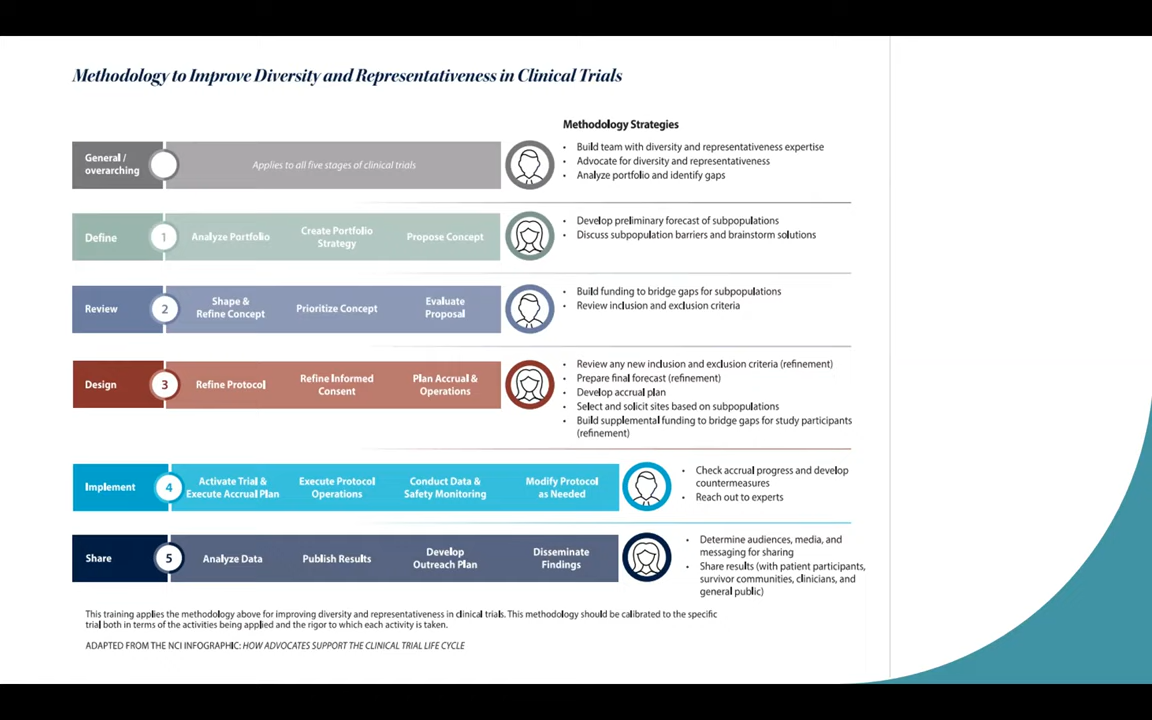 Methodology to Improve Diversity and Representativeness in Clinical Trials
Methodology Strategies
General /
overarching
Applies to all five stages of clinical trials
• Build team with diversity and representativeness expertise
• Advocate for diversity and representativeness
• Analyze portfolio and identify gaps
Define
1
Analyze Portfolio
Create Portfolio
Strategy
Propose Concept
• Develop preliminary forecast of subpopulations
• Discuss subpopulation barriers and brainstorm solutions
Review
2
Shape &
Refine Concept
Prioritize Concept
Evaluate
Proposal
• Build funding to bridge gaps for subpopulations
• Review inclusion and exclusion criteria
Design
3
Refine Protocol
Refine Informed
Consent
Plan Accrual &
Operations
• Review any new inclusion and exclusion criteria (refinement)
• Prepare final forecast (refinement)
• Develop accrual plan
• Select and solicit sites based on subpopulations
• Build supplemental funding to bridge gaps for study participants
(refinement)
Implement
4
Activate Trial &
Execute Accrual Plan
Execute Protocol
Operations
Conduct Data &
Safety Monitoring
Modify Protocol
as Needed
• Check accrual progress and develop
countermeasures
• Reach out to experts
Share
5
Analyze Data
Publish Results
Develop
Outreach Plan
Disseminate
Findings
• Determine audiences, media, and
messaging for sharing
• Share results (with patient participants,
survivor communities, clinicians, and
general public)
This training applies the methodology above for improving diversity and representativeness in clinical trials. This methodology should be calibrated to the specific
trial both in terms of the activities being applied and the rigor to which each activity is taken.
ADAPTED FROM THE NCI INFOGRAPHIC: HOW ADVOCATES SUPPORT THE CLINICAL TRIAL LIFE CYCLE